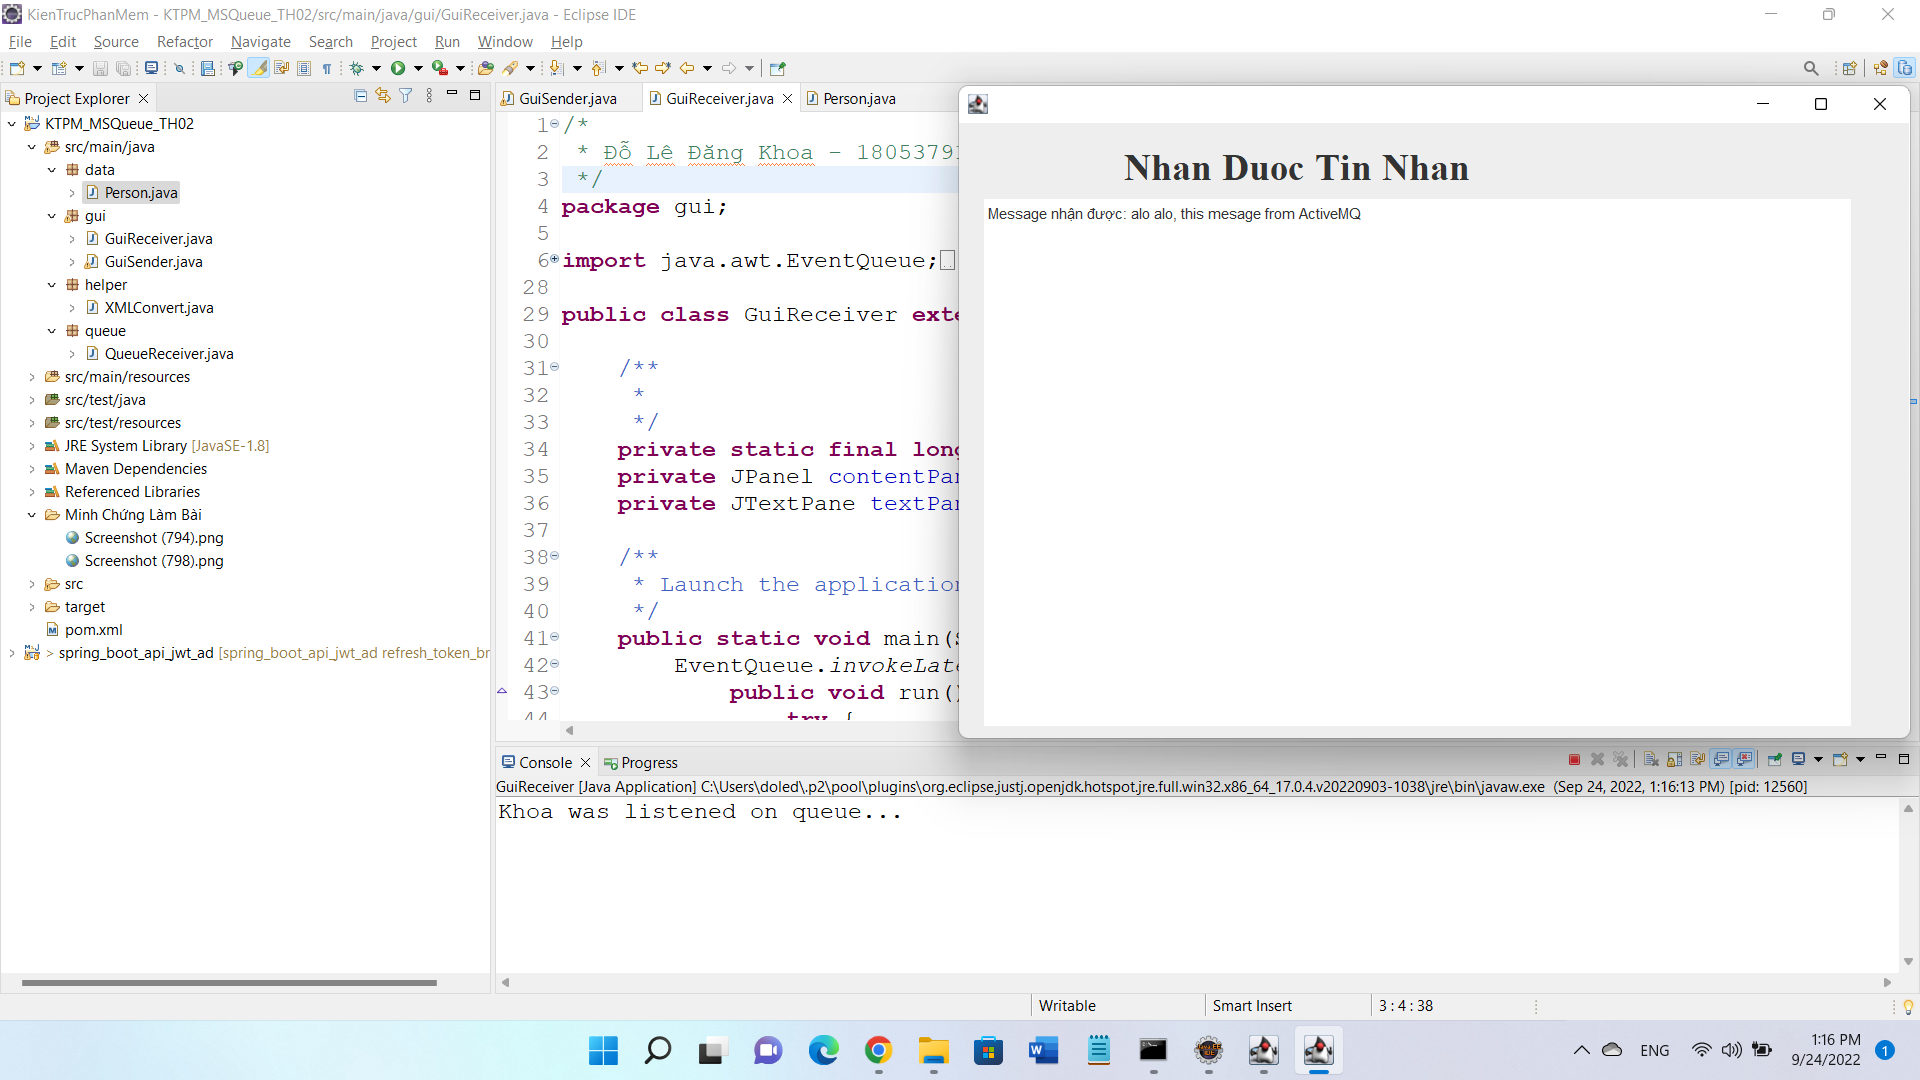 KienTrucPhanMem - KTPM_MSQueue_TH02/src/main/java/gui/GuiReceiver.java - Eclipse IDE
File Edit Source Refactor Navigate Search Project Run Window Help
Project Explorer
KTPM_MSQueue_TH02
src/main/java
data
Person.java
gui
GuiReceiver.java
GuiSender.java
helper
XMLConvert.java
queue
QueueReceiver.java
src/main/resources
src/test/java
src/test/resources
JRE System Library [JavaSE-1.8]
Maven Dependencies
Referenced Libraries
Minh Chứng Làm Bài
Screenshot (794).png
Screenshot (798).png
src
target
pom.xml
> spring_boot_api_jwt_ad [spring_boot_api_jwt_ad refresh_token_br
GuiSender.java GuiReceiver.java Person.java
1 /*
2 * Đỗ Lê Đăng Khoa - 1805379
3 */
4 package gui;
5
6 import java.awt.EventQueue;
28
29 public class GuiReceiver exte
30
31 /**
32 *
33 */
34 private static final long
35 private JPanel contentPan
36 private JTextPane textPan
37
38 /**
39 * Launch the application
40 */
41 public static void main(S
42 EventQueue.invokeLate
43 public void run()
44 try {
Nhan Duoc Tin Nhan
Message nhận được: alo alo, this mesage from ActiveMQ
Console Progress
GuiReceiver [Java Application] C:\Users\doled\.p2\pool\plugins\org.eclipse.justj.openjdk.hotspot.jre.full.win32.x86_64_17.0.4.v20220903-1038\jre\bin\javaw.exe (Sep 24, 2022, 1:16:13 PM) [pid: 12560]
Khoa was listened on queue...
Writable Smart Insert 3 : 4 : 38
ENG
1:16 PM
9/24/2022
1